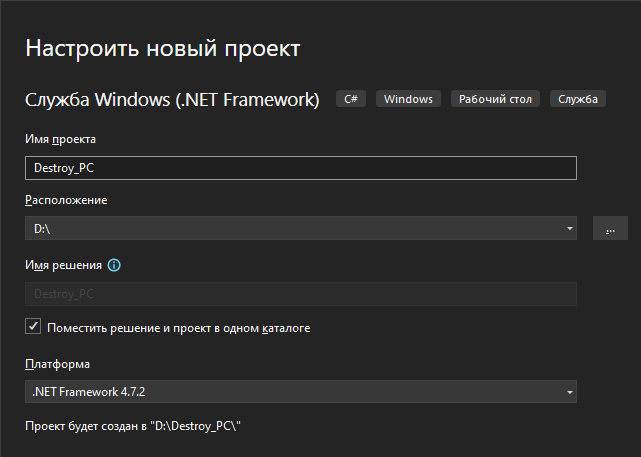 Настроить новый проект
Служба Windows (.NET Framework) C# Windows Рабочий стол Служба
Имя проекта
Destroy_PC
Расположение
D:\
...
Имя решения
Destroy_PC
Поместить решение и проект в одном каталоге
Платформа
.NET Framework 4.7.2
Проект будет создан в "D:\Destroy_PC\"